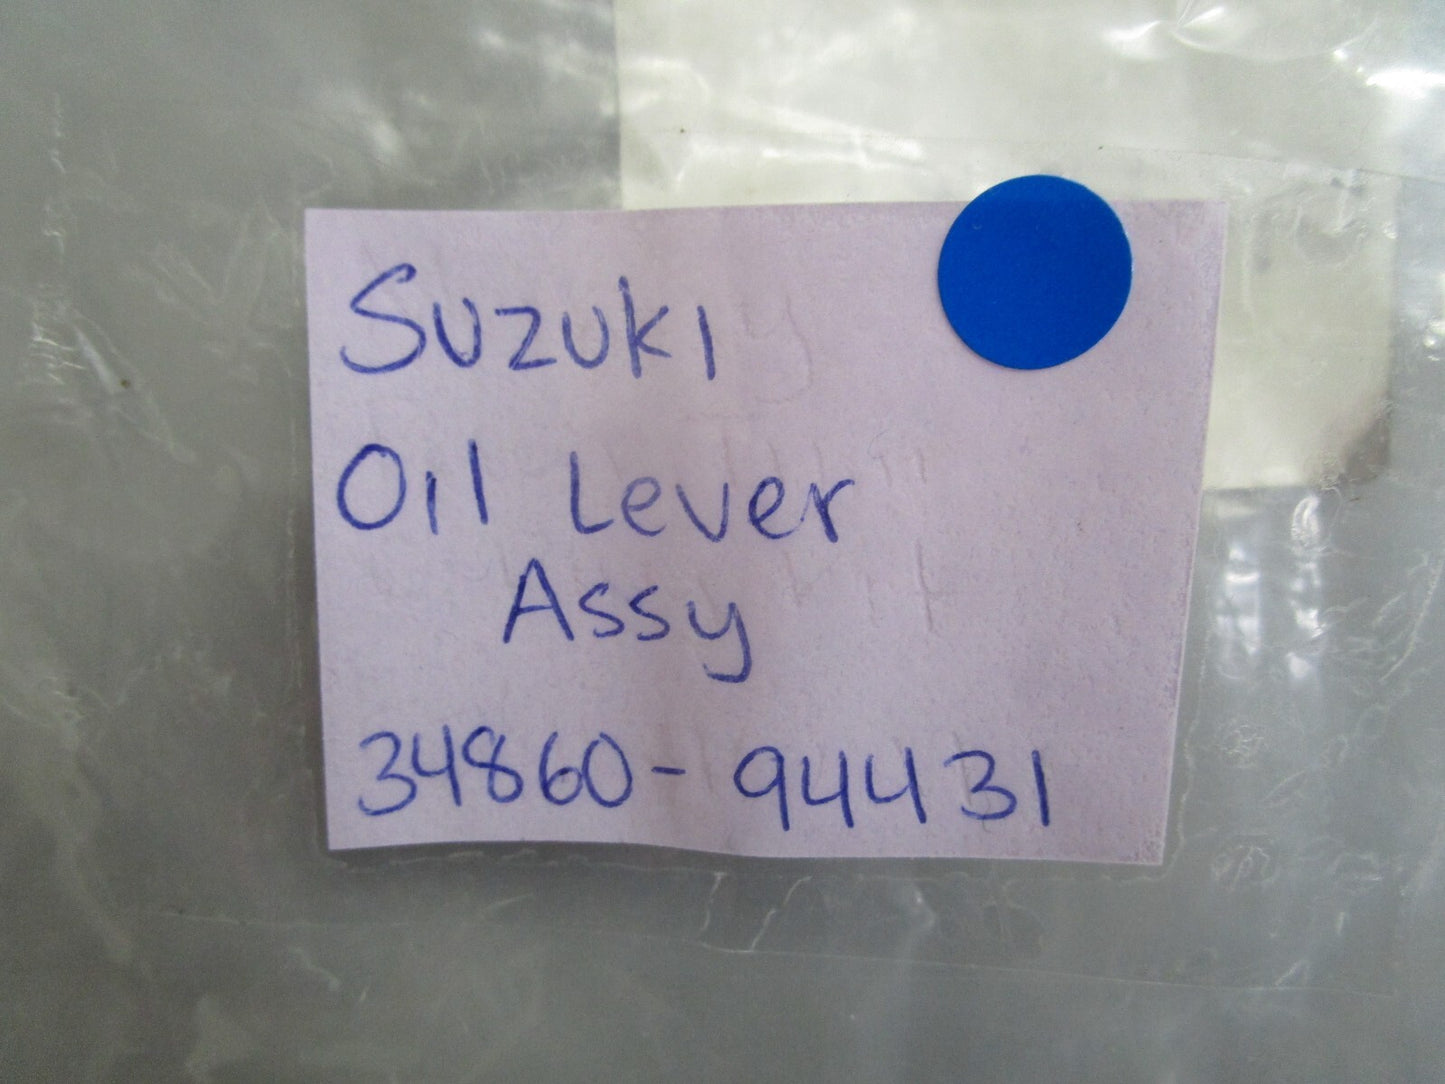 Suzuki
Oil Lever
Assy
34860-94431